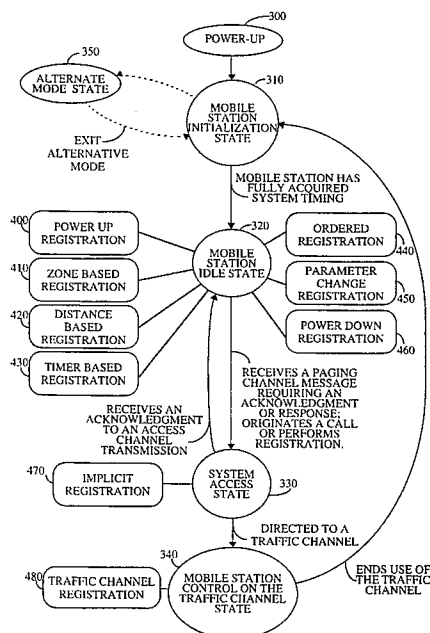 300
POWER-UP
350
ALTERNATE
MODE STATE
310
MOBILE
STATION
INITIALIZATION
STATE
EXIT
ALTERNATIVE
MODE
MOBILE STATION HAS
FULLY ACQUIRED
SYSTEM TIMING
320
MOBILE
STATION
IDLE STATE
400
POWER UP
REGISTRATION
410
ZONE BASED
REGISTRATION
420
DISTANCE
BASED
REGISTRATION
430
TIMER BASED
REGISTRATION
ORDERED
REGISTRATION
440
PARAMETER
CHANGE
REGISTRATION
450
POWER DOWN
REGISTRATION
460
RECEIVES AN
ACKNOWLEDGMENT
TO AN ACCESS
CHANNEL
TRANSMISSION
RECEIVES A PAGING
CHANNEL MESSAGE
REQUIRING AN
ACKNOWLEDGMENT
OR RESPONSE;
ORIGINATES A CALL
OR PERFORMS
REGISTRATION.
470
IMPLICIT
REGISTRATION
SYSTEM
ACCESS
STATE
330
DIRECTED TO A
TRAFFIC CHANNEL
340
MOBILE STATION
CONTROL ON THE
TRAFFIC CHANNEL
STATE
480
TRAFFIC CHANNEL
REGISTRATION
ENDS USE OF
THE TRAFFIC
CHANNEL